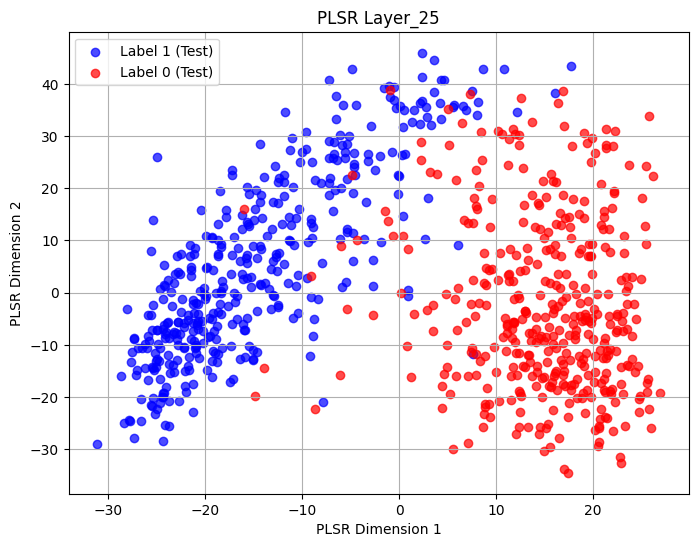 PLSR Layer_25
Label 1 (Test)
Label 0 (Test)
PLSR Dimension 2
40
30
20
10
0
−10
−20
−30
−30
−20
−10
0
10
20
PLSR Dimension 1